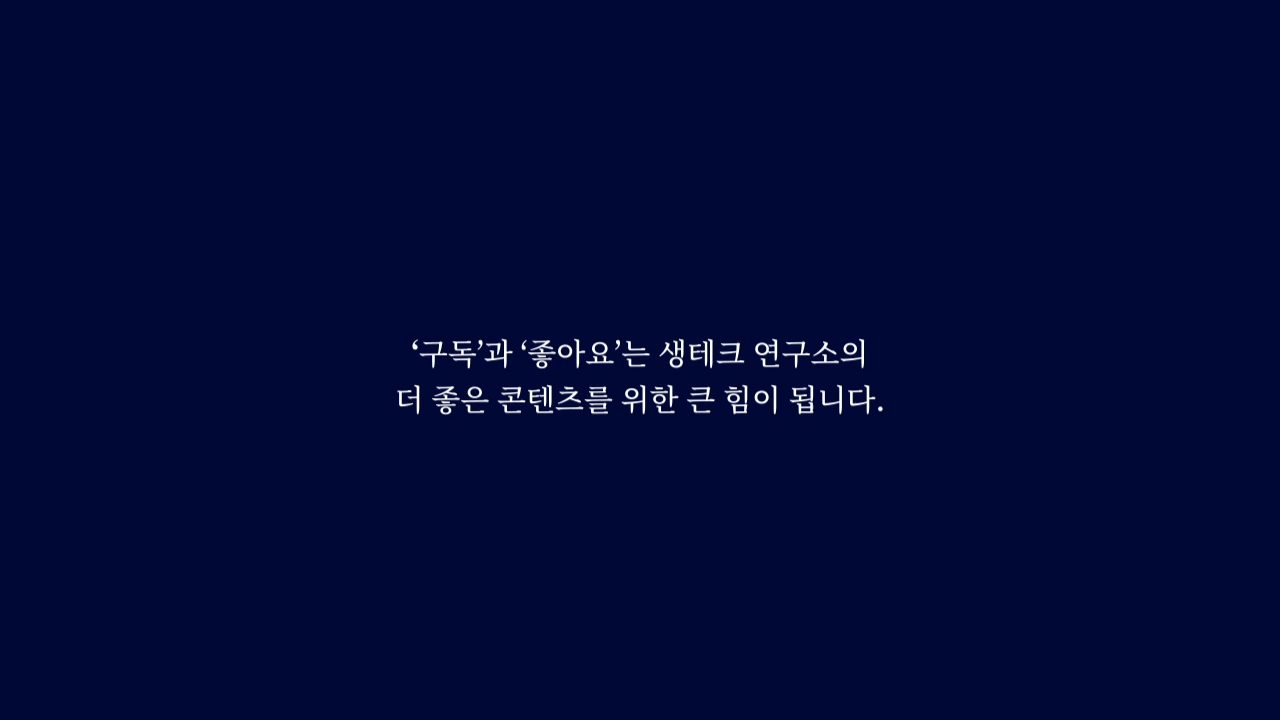 ‘구독’과 ‘좋아요’는 생테크 연구소의
더 좋은 콘텐츠를 위한 큰 힘이 됩니다.